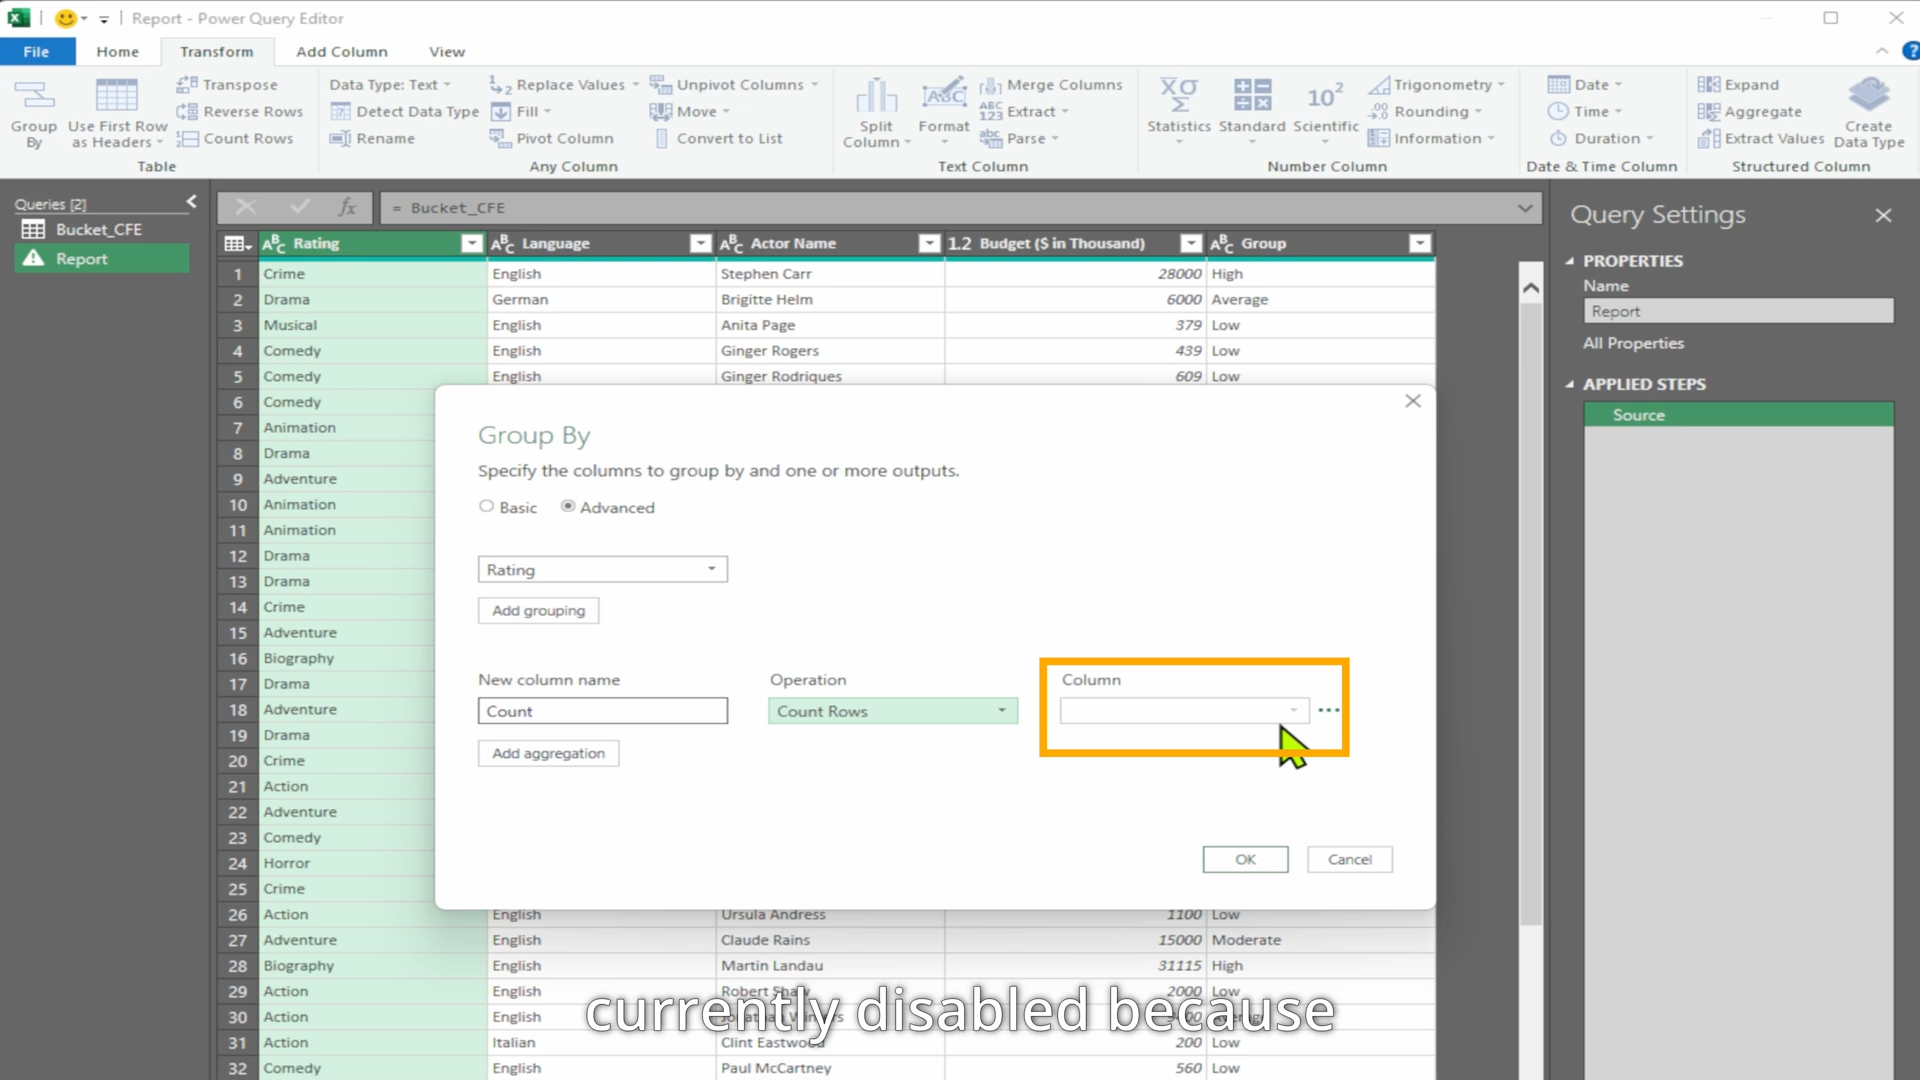 Report - Power Query Editor
File
Home
Transform
Add Column
View
Group By
Use First Row as Headers
Transpose
Reverse Rows
Count Rows
Table
Data Type: Text
Detect Data Type
Rename
Replace Values
Fill
Pivot Column
Unpivot Columns
Move
Convert to List
Any Column
Split Column
Format
ABC
Merge Columns
Extract
Parse
Text Column
Statistics
Standard
Scientific
Trigonometry
Rounding
Information
Number Column
Date
Time
Duration
Date & Time Column
Expand
Aggregate
Extract Values
Create Data Type
Structured Column
Queries [2]
Bucket_CFE
Report
fx
= Bucket_CFE
Rating Language Actor Name 1.2 Budget ($ in Thousand) Group
1 Crime English Stephen Carr 28000 High
2 Drama German Brigitte Helm 6000 Average
3 Musical English Anita Page 379 Low
4 Comedy English Ginger Rogers 439 Low
5 Comedy English Ginger Rodriques 609 Low
6 Comedy
7 Animation
8 Drama
9 Adventure
10 Animation
11 Animation
12 Drama
13 Drama
14 Crime
15 Adventure
16 Biography
17 Drama
18 Adventure
19 Drama
20 Crime
21 Action
22 Adventure
23 Comedy
24 Horror
25 Crime
26 Action English Ursula Andress 1100 Low
27 Adventure English Claude Rains 15000 Moderate
28 Biography English Martin Landau 31115 High
29 Action English Robert 2000 Low
30 Action English
31 Action Italian Clint Eastwood 200 Low
32 Comedy English Paul McCartney 560 Low
Group By
Specify the columns to group by and one or more outputs.
Basic
Advanced
Rating
Add grouping
New column name
Operation
Column
Count
Count Rows
Add aggregation
OK
Cancel
Query Settings
PROPERTIES
Name
Report
All Properties
APPLIED STEPS
Source
currently disabled because